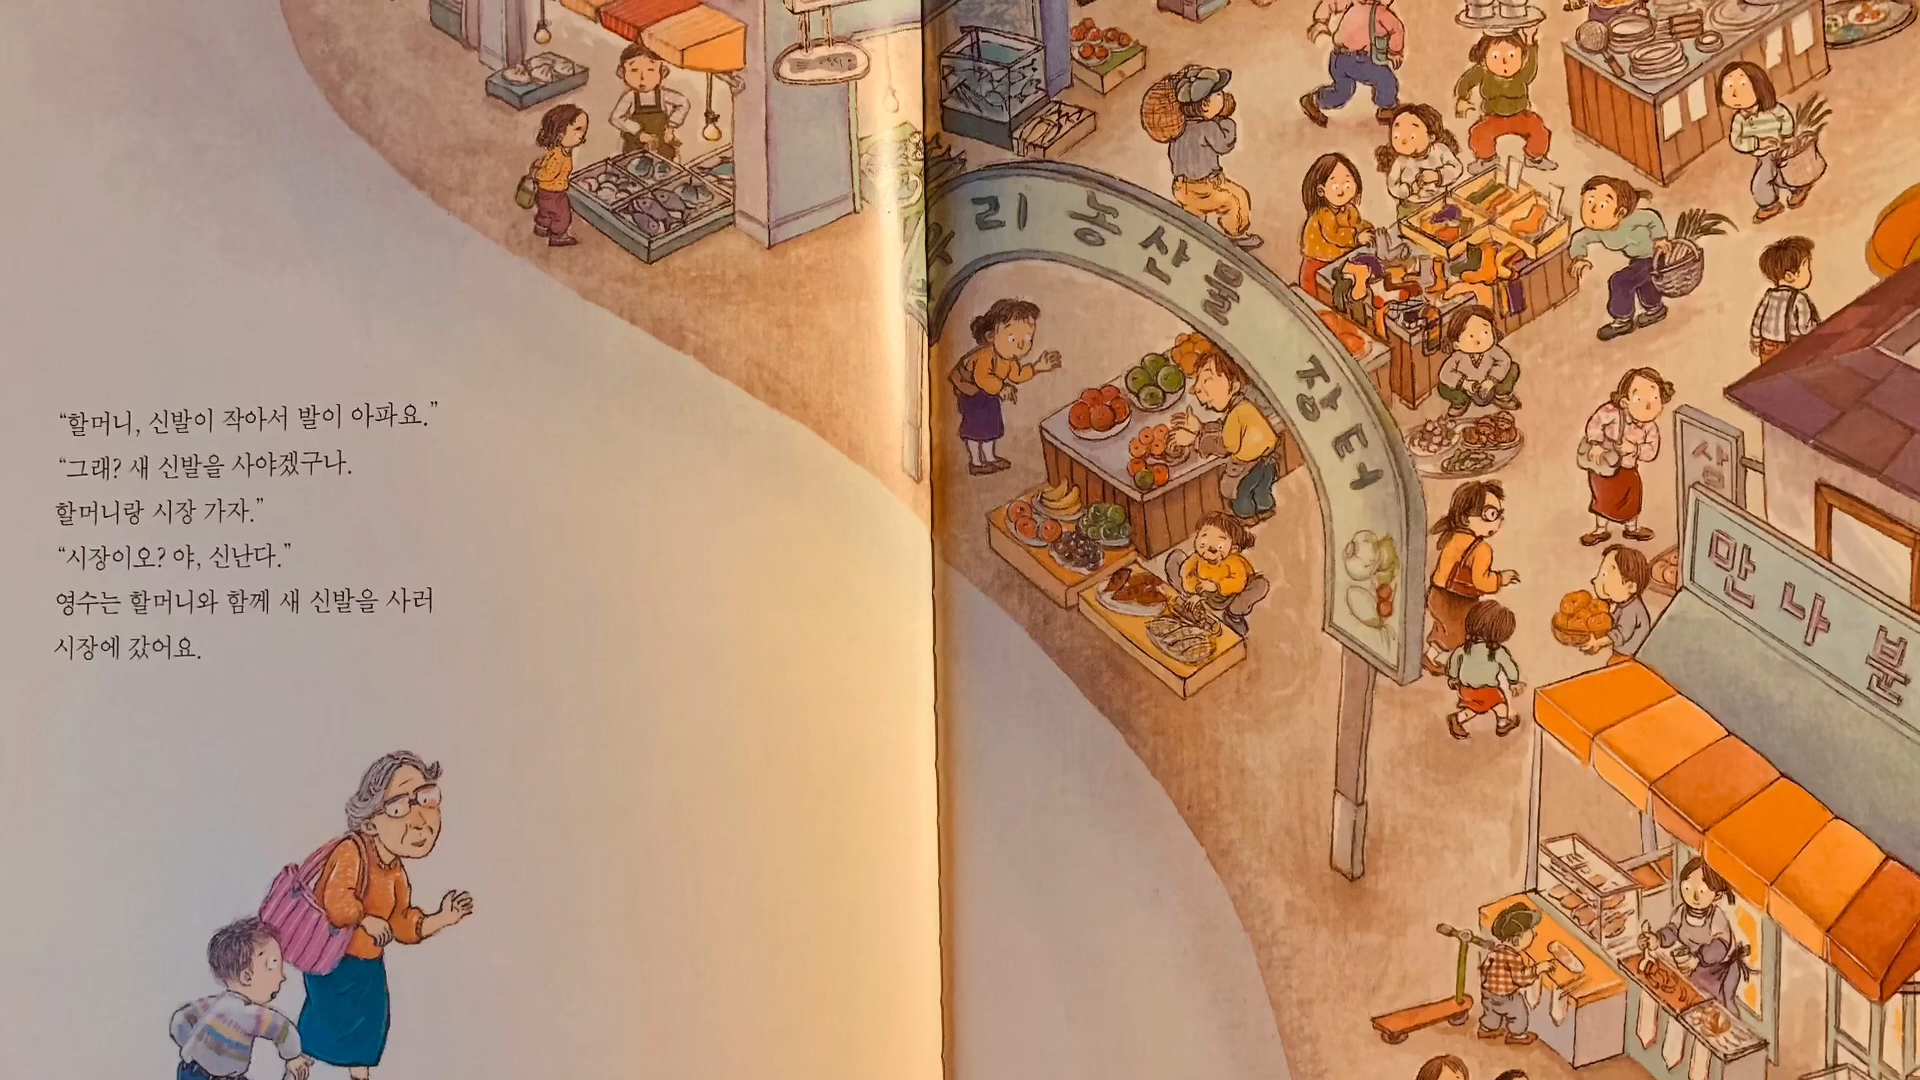 “할머니, 신발이 작아서 발이 아파요.”
“그래? 새 신발을 사야겠구나.
할머니랑 시장 가자.”
“시장이오? 야, 신난다.”
영수는 할머니와 함께 새 신발을 사러
시장에 갔어요.
리 농산물 장터
만나분